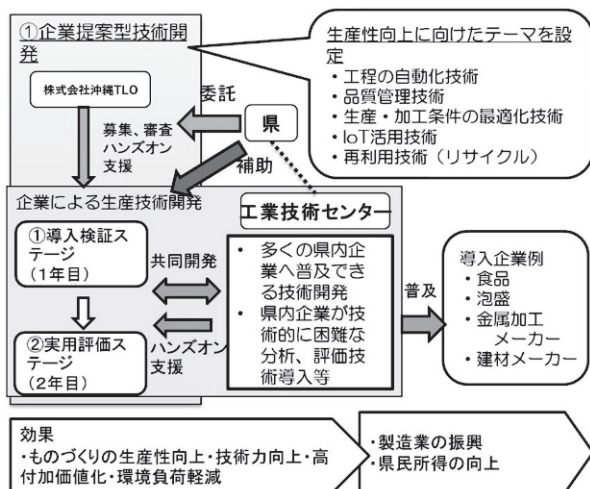 ①企業提案型技術開
発
株式会社沖縄TLO
募集、審査
ハンズオン
支援
委託
県
補助
生産性向上に向けたテーマを設
定
・工程の自動化技術
・品質管理技術
・生産・加工条件の最適化技術
・IoT活用技術
・再利用技術（リサイクル）
企業による生産技術開発
①導入検証ス
テージ
（1年目）
②実用評価ス
テージ
（2年目）
共同開発
ハンズオン
支援
工業技術センター
• 多くの県内企
業へ普及でき
る技術開発
• 県内企業が技
術的に困難な
分析、評価技
術導入等
普及
導入企業例
・食品
・泡盛
・金属加工
メーカー
・建材メーカー
効果
・ものづくりの生産性向上・技術力向上・高
付加価値化・環境負荷軽減
・製造業の振興
・県民所得の向上